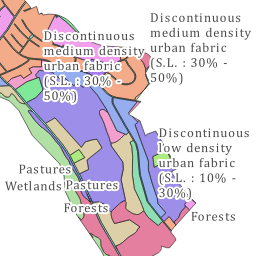 Discontinuous
medium density
urban fabric
(S.L. : 30% -
50%)
Discontinuous
medium density
urban fabric
(S.L. : 30% -
50%)
Discontinuous
low density
urban fabric
(S.L. : 10% -
30%)
Pastures
Wetlands
Pastures
Forests
Forests